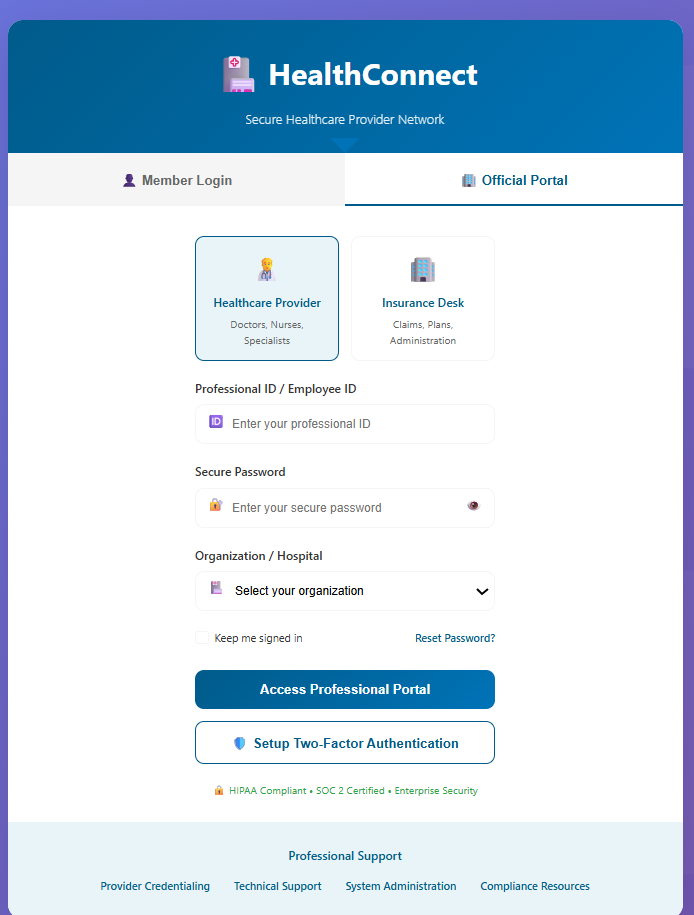 HealthConnect
Secure Healthcare Provider Network
Member Login
Official Portal
Healthcare Provider
Doctors, Nurses,
Specialists
Insurance Desk
Claims, Plans,
Administration
Professional ID / Employee ID
ID
Enter your professional ID
Secure Password
Enter your secure password
Organization / Hospital
Select your organization
Keep me signed in
Reset Password?
Access Professional Portal
Setup Two-Factor Authentication
HIPAA Compliant • SOC 2 Certified • Enterprise Security
Professional Support
Provider Credentialing
Technical Support
System Administration
Compliance Resources